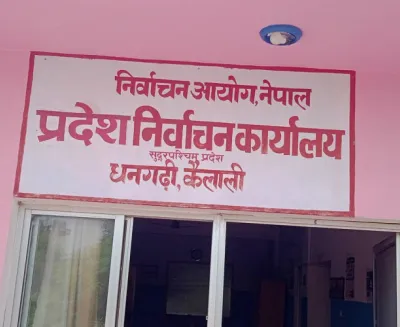 निर्वाचन आयोग, नेपाल
प्रदेश निर्वाचन कार्यालय
सुदूरपश्चिम प्रदेश
धनगढी, कैलाली